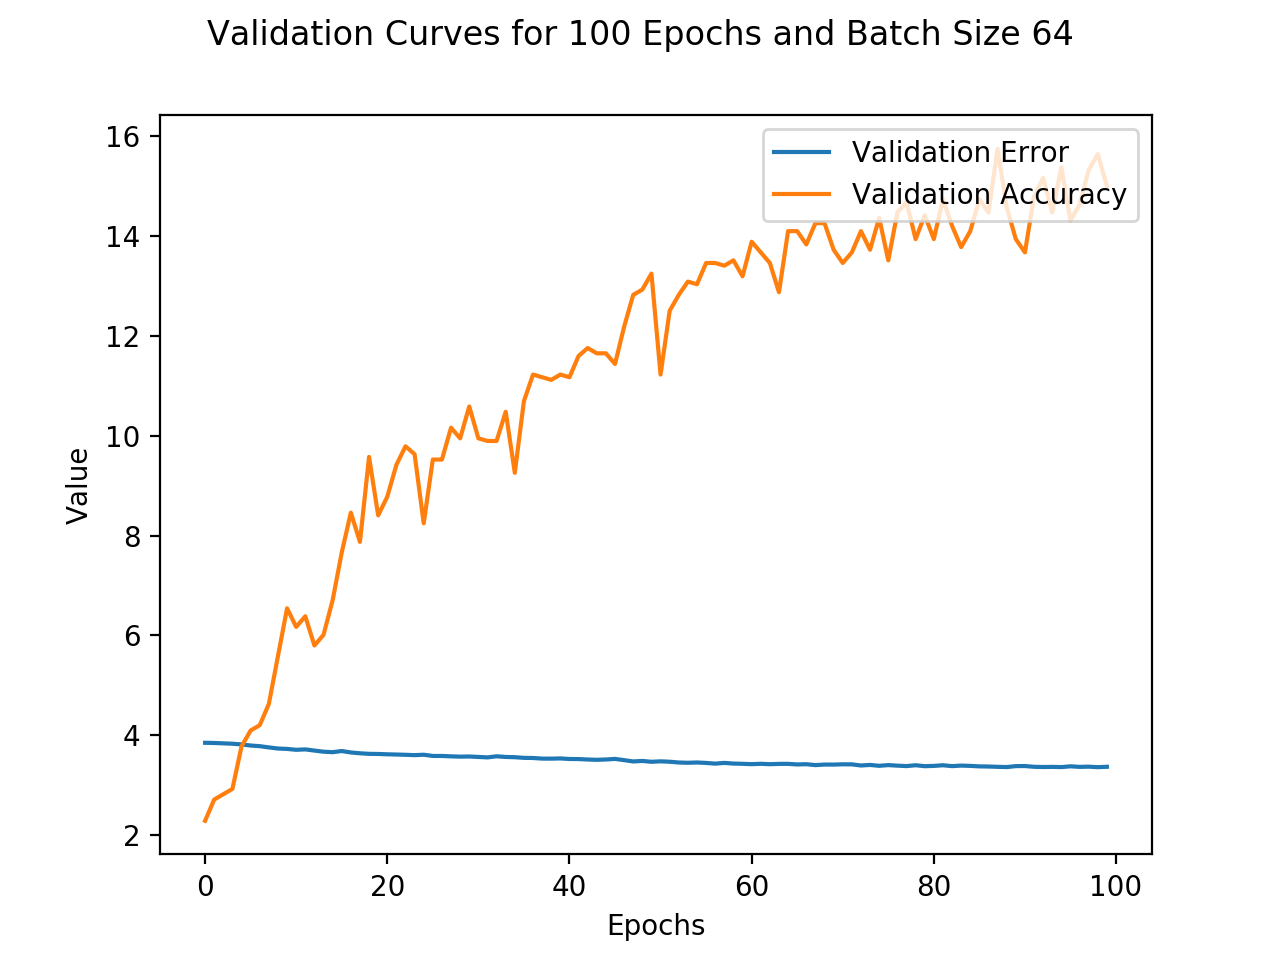 Validation Curves for 100 Epochs and Batch Size 64
Validation Error
Validation Accuracy
16
14
12
10
8
6
4
2
Value
0 20 40 60 80 100
Epochs